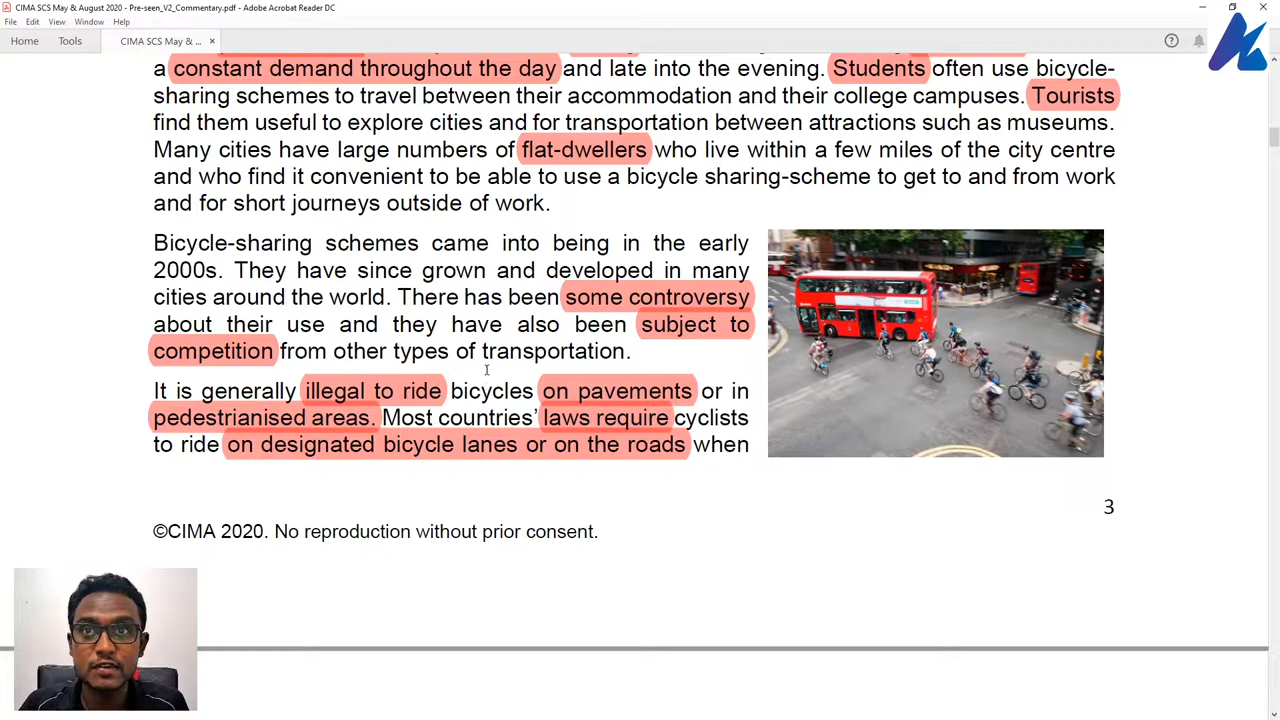 CIMA SCS May & August 2020 - Pre-seen_V2_Commentary.pdf - Adobe Acrobat Reader DC
File Edit View Window Help
Home Tools CIMA SCS May & ... ×
a constant demand throughout the day and late into the evening. Students often use bicycle-
sharing schemes to travel between their accommodation and their college campuses. Tourists
find them useful to explore cities and for transportation between attractions such as museums.
Many cities have large numbers of flat-dwellers who live within a few miles of the city centre
and who find it convenient to be able to use a bicycle sharing-scheme to get to and from work
and for short journeys outside of work.
Bicycle-sharing schemes came into being in the early
2000s. They have since grown and developed in many
cities around the world. There has been some controversy
about their use and they have also been subject to
competition from other types of transportation.
It is generally illegal to ride bicycles on pavements or in
pedestrianised areas. Most countries’ laws require cyclists
to ride on designated bicycle lanes or on the roads when
3
©CIMA 2020. No reproduction without prior consent.